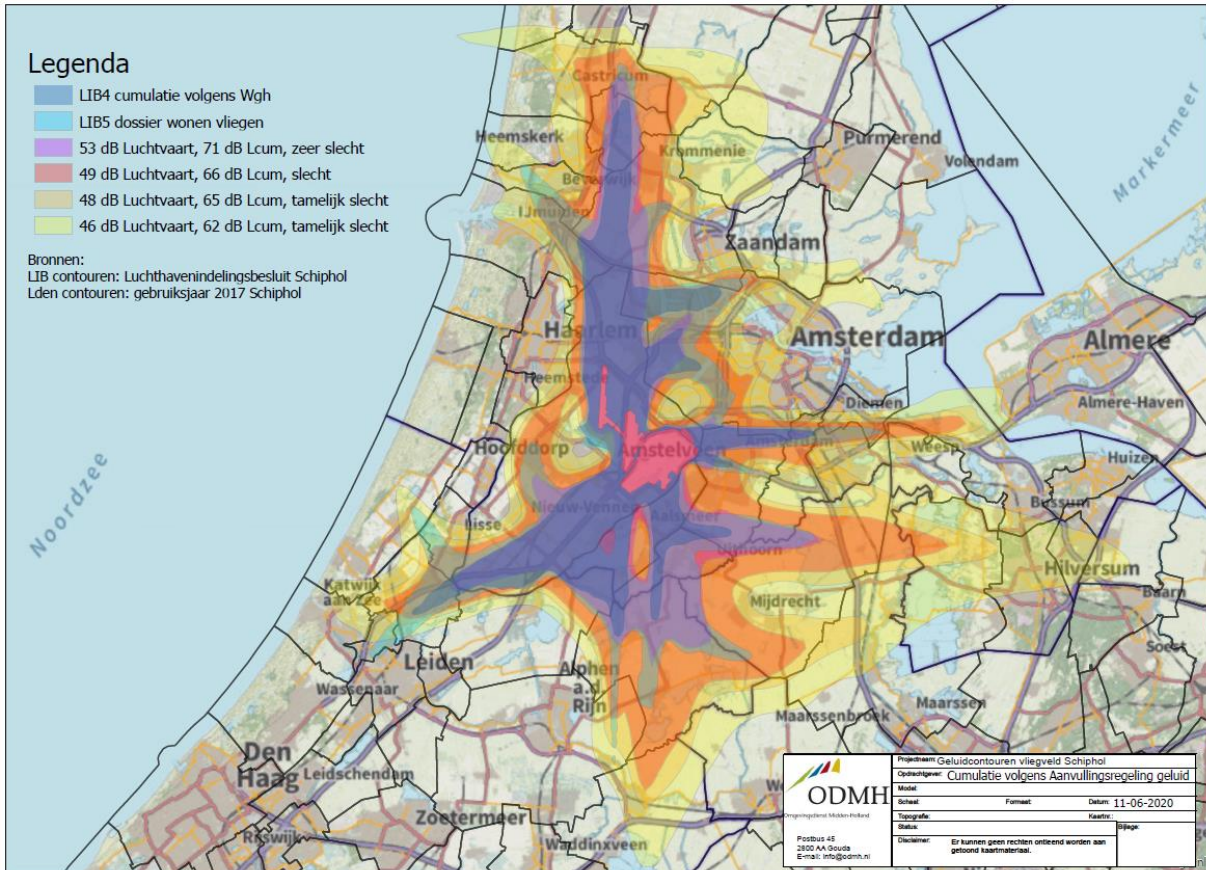 Legenda
LIB4 cumulatie volgens Wgh
LIB5 dossier wonen vliegen
53 dB Luchtvaart, 71 dB Lcum, zeer slecht
49 dB Luchtvaart, 66 dB Lcum, slecht
48 dB Luchtvaart, 65 dB Lcum, tamelijk slecht
46 dB Luchtvaart, 62 dB Lcum, tamelijk slecht
Bronnen:
LIB contouren: Luchthavenindelingsbesluit Schiphol
Lden contouren: gebruiksjaar 2017 Schiphol
Castricum
Heemskerk
Krommenie
Purmerend
Volendam
Markermeer
Beverwijk
IJmuiden
Zaandam
Haarlem
Amsterdam
Almere
Heemstede
Diemen
Almere-Haven
Hoofddorp
Amstelveen
Amsterdam
Weesp
Huizen
Noordzee
Nieuw-Vennep
Aalsmeer
Bussum
Lisse
Uithoorn
Hilversum
Katwijk
aan Zee
Mijdrecht
Baarn
Leiden
Soest
Wassenaar
Alphen
a.d.
Rijn
Maarssen
Maarssenbroek
Den
Haag
Leidschendam
Zoetermeer
Rijswijk
Waddinxveen
ODMH
Omgevingsdienst Midden-Holland
Postbus 45
2800 AA Gouda
E-mail: info@odmh.nl
Projectnaam: Geluidcontouren vliegveld Schiphol
Opdrachtgever: Cumulatie volgens Aanvullingsregeling geluid
Model:
Schaal: Formaat: Datum: 11-06-2020
Topografie: Kaartnr.:
Status: Bijlage:
Disclaimer: Er kunnen geen rechten ontleend worden aan
getoond kaartmateriaal.